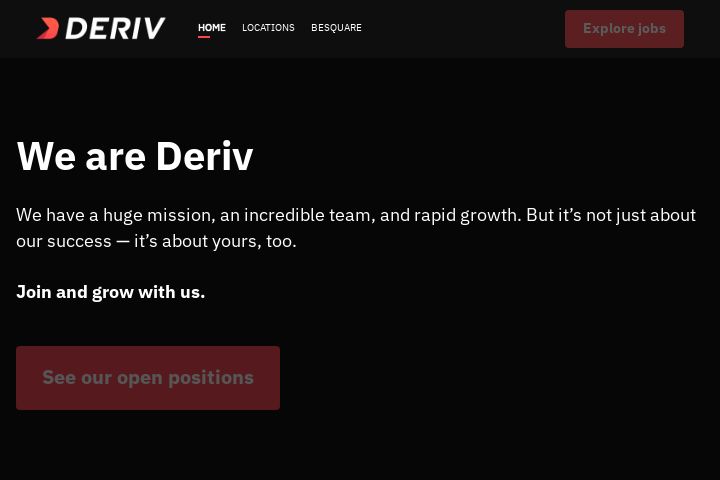 DERIV
HOME
LOCATIONS
BESQUARE
Explore jobs
We are Deriv
We have a huge mission, an incredible team, and rapid growth. But it’s not just about
our success — it’s about yours, too.
Join and grow with us.
See our open positions